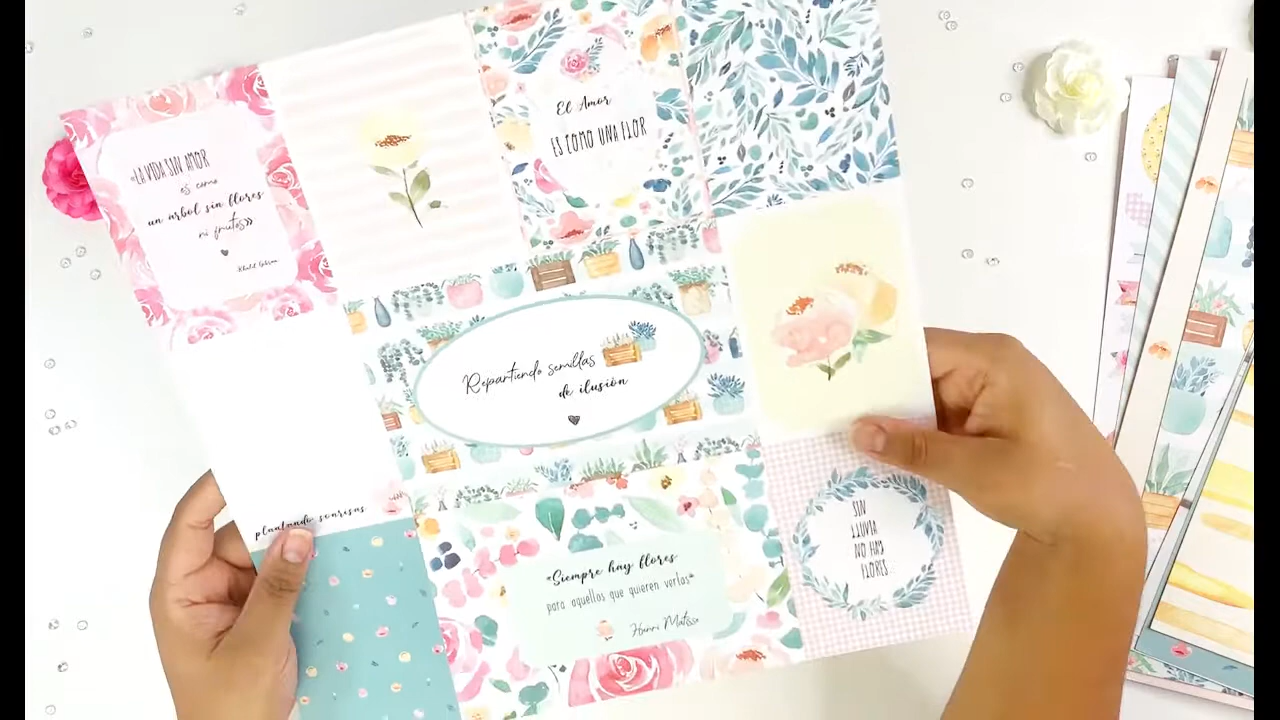 «LA VIDA SIN AMOR
es como
un árbol sin flores
ni frutos»
-Khalil Gibran
El Amor
ES COMO UNA FLOR
Repartiendo semillas
de ilusión
plantando sonrisas
«Siempre hay flores
para aquellos que quieren verlas»
Henri Matisse
SIN
LLUVIA
NO HAY
FLORES